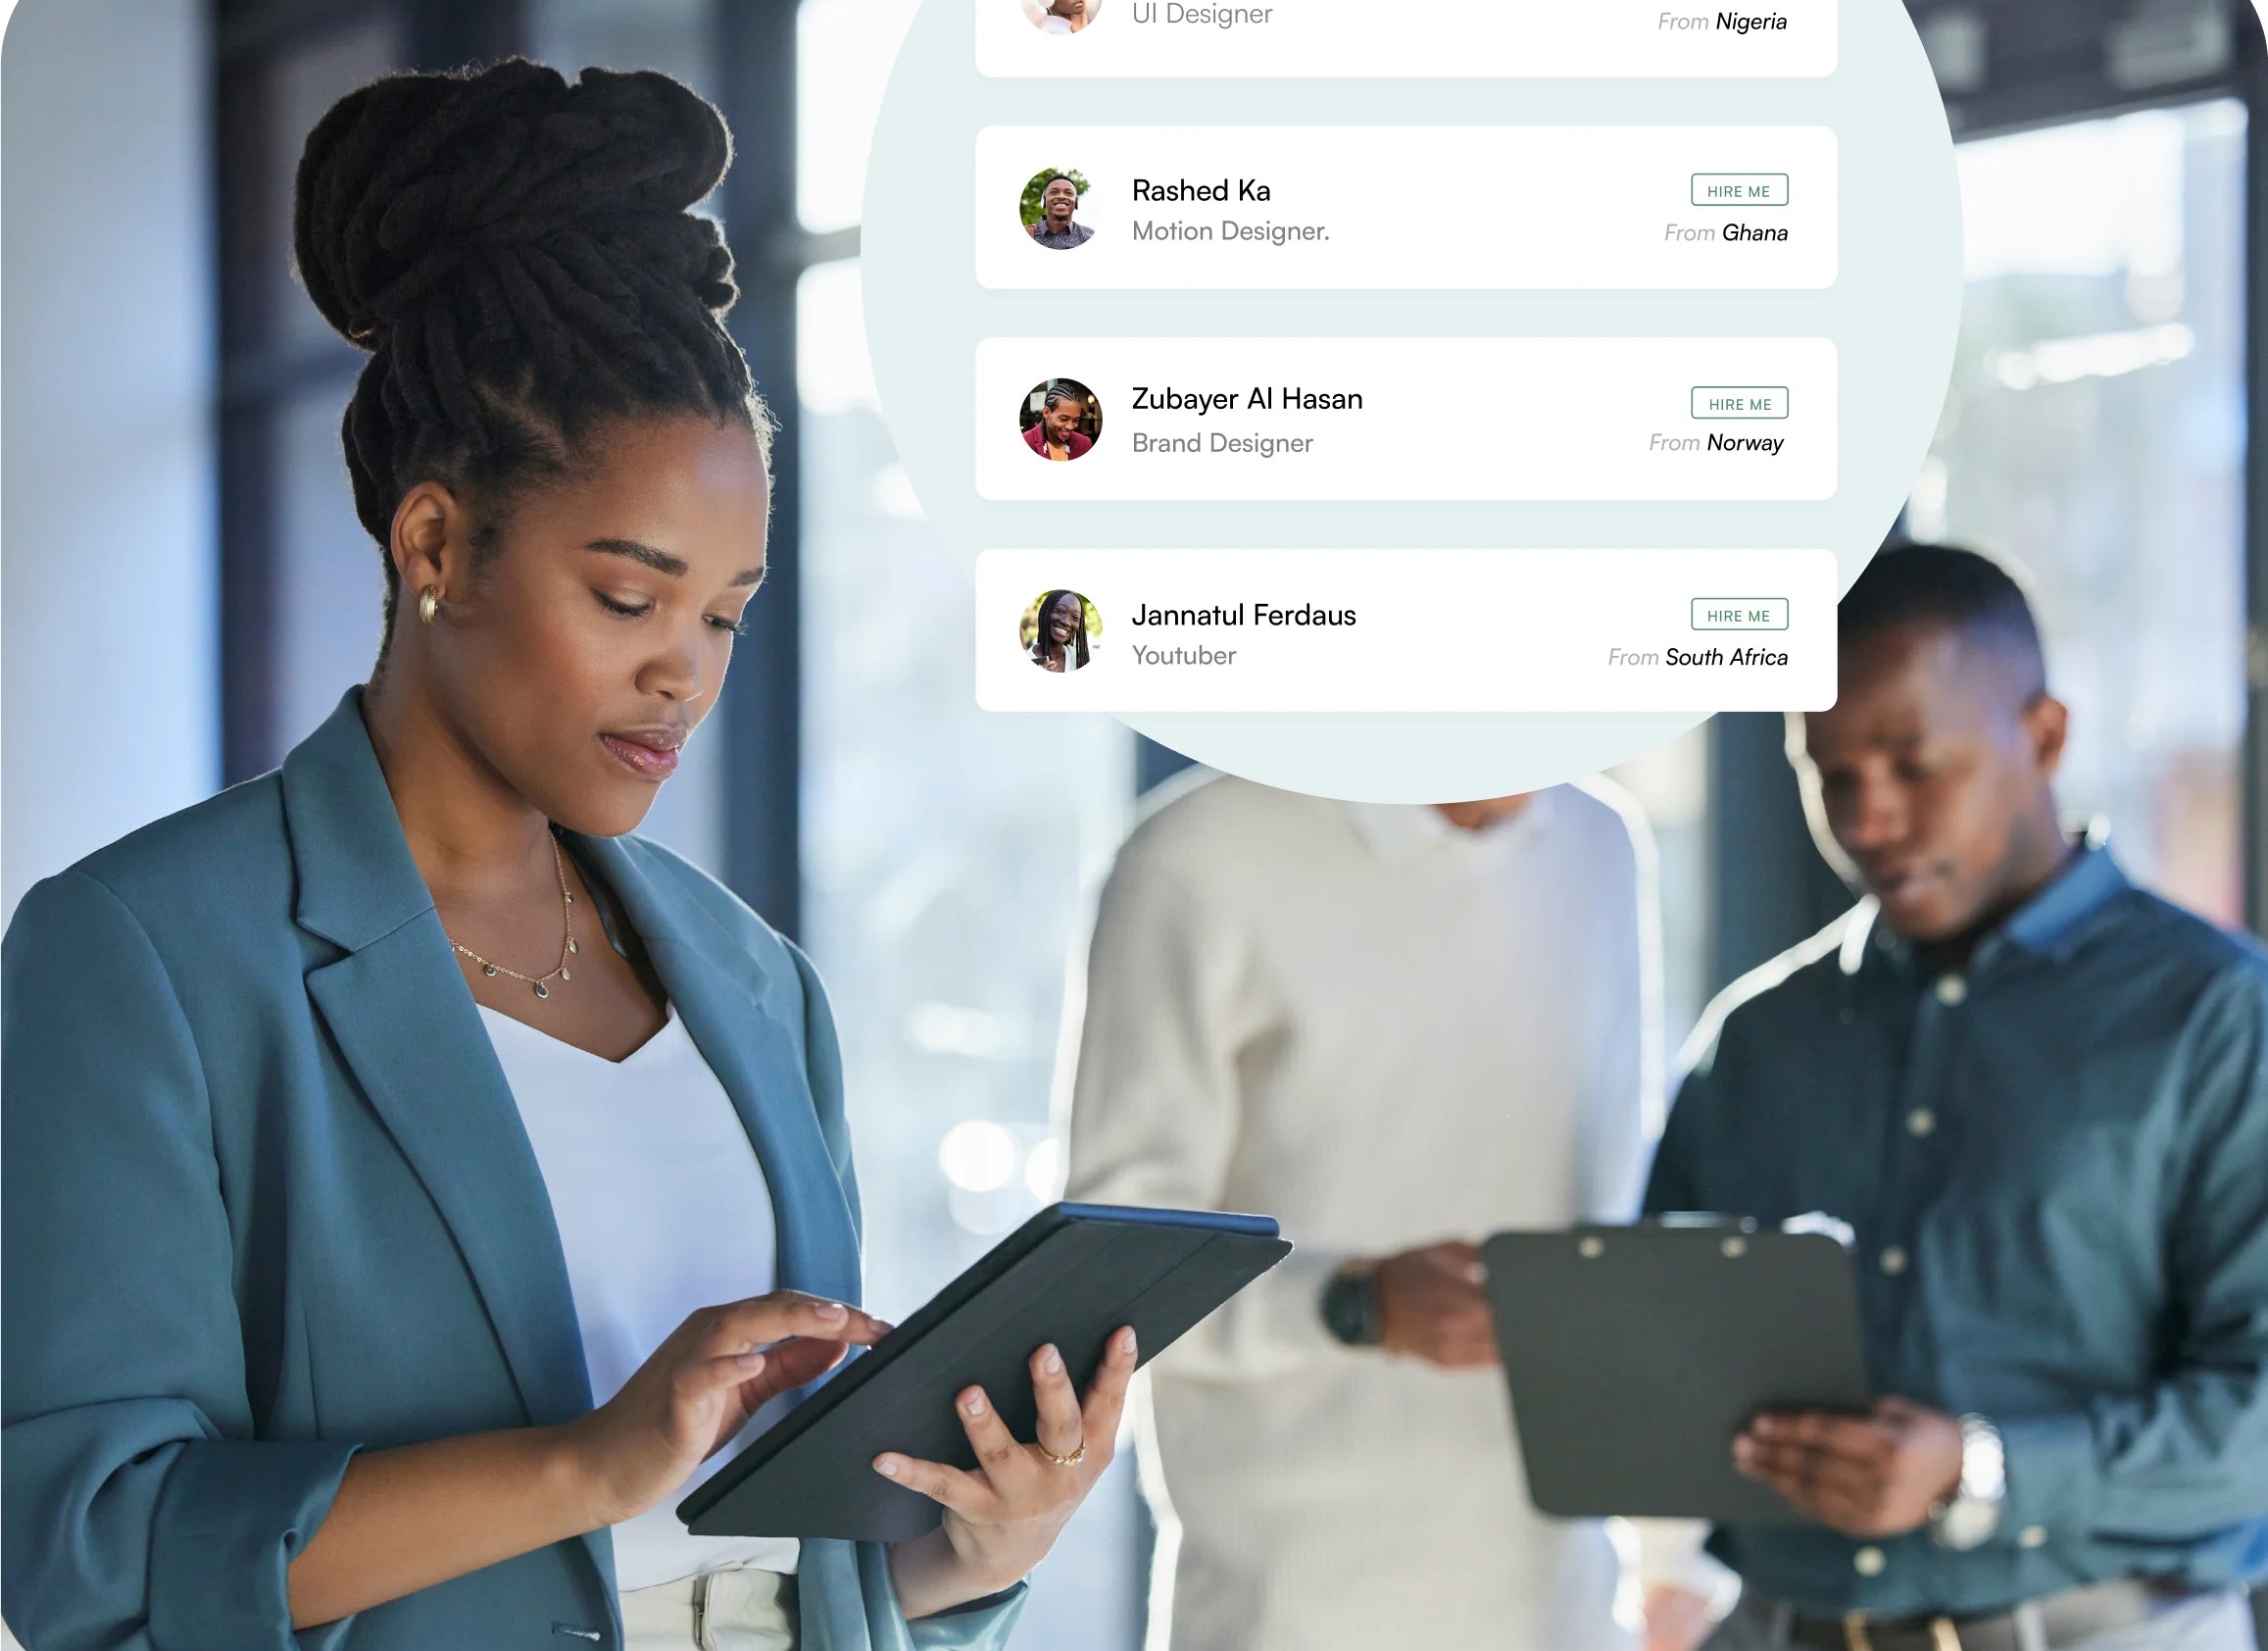 UI Designer
From Nigeria
Rashed Ka
HIRE ME
Motion Designer.
From Ghana
Zubayer Al Hasan
HIRE ME
Brand Designer
From Norway
Jannatul Ferdaus
HIRE ME
Youtuber
From South Africa